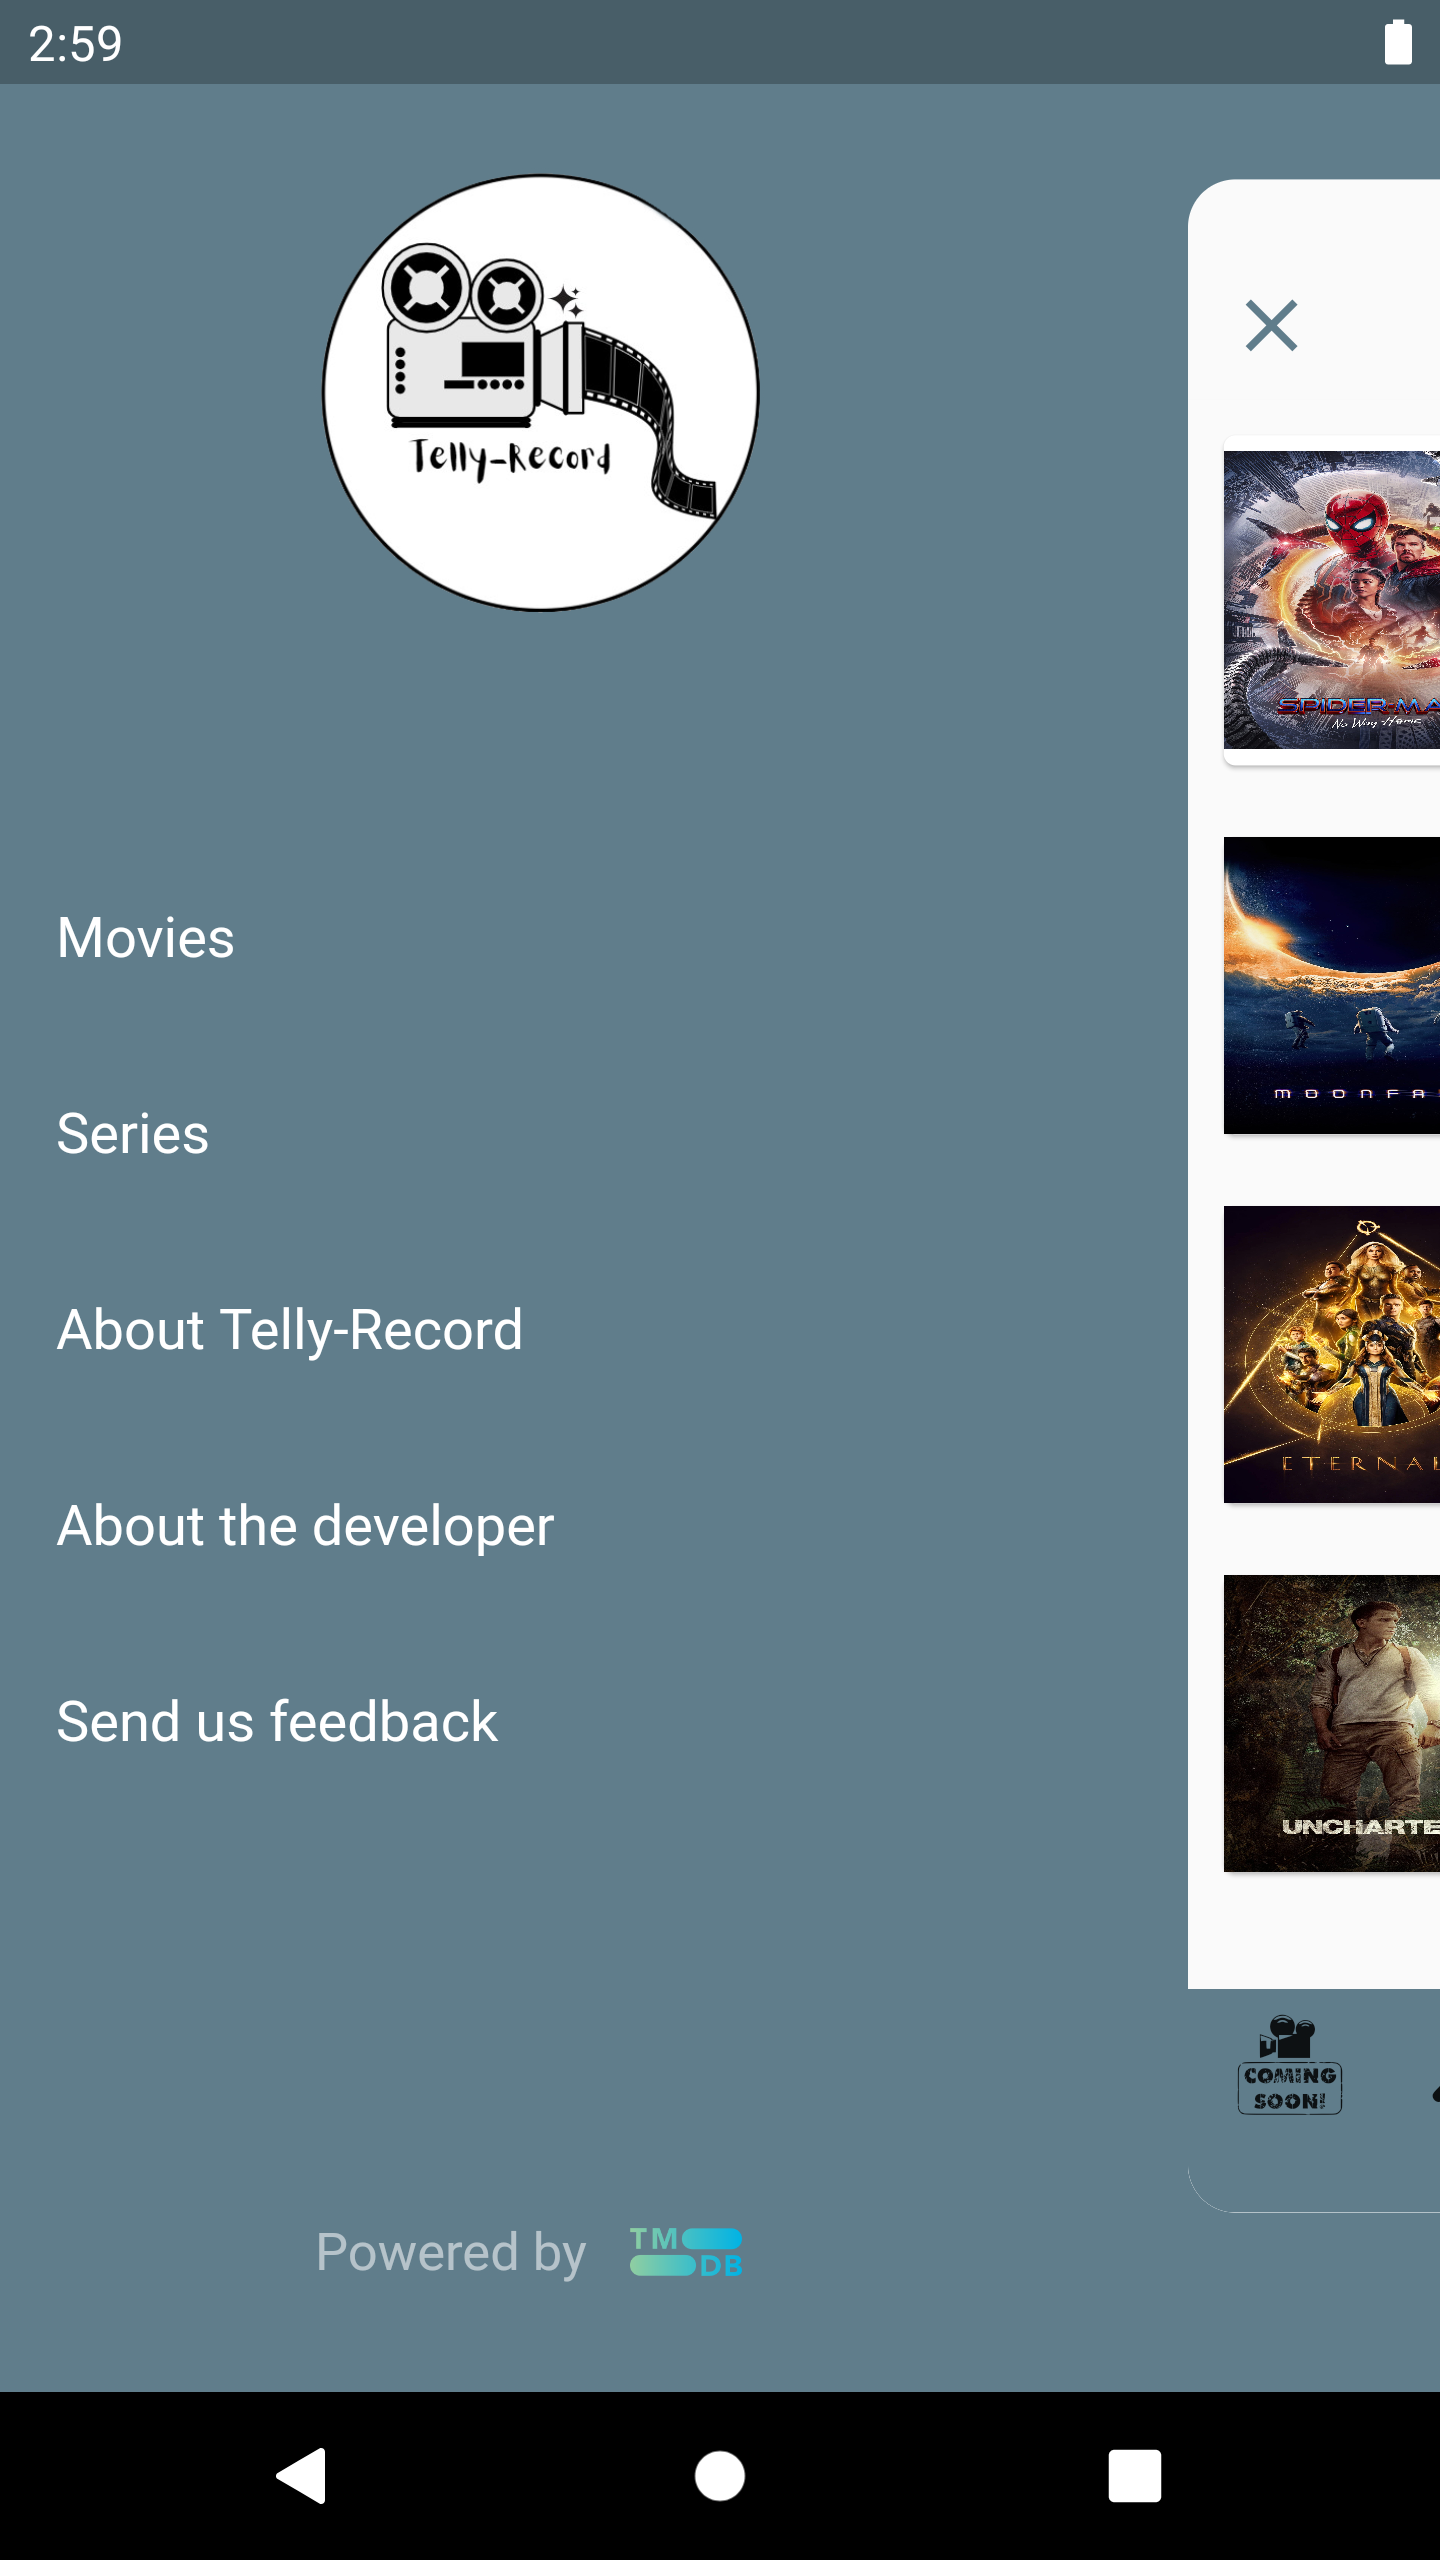 2:59
Telly-Record
SPIDER-MA
No Way Home
Movies
MOONFA
Series
About Telly-Record
ETERNAL
About the developer
Send us feedback
UNCHARTE
COMING
SOON!
Powered by
TM
DB